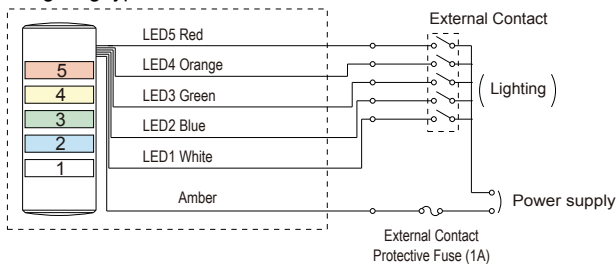 External Contact
LED5 Red
LED4 Orange
LED3 Green
LED2 Blue
LED1 White
Amber
5
4
3
2
1
(Lighting)
Power supply
External Contact
Protective Fuse (1A)